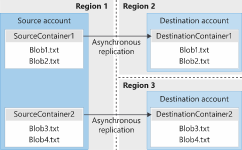 Region 1
Region 2
Source account
Destination account
SourceContainer1
Asynchronous
replication
DestinationContainer1
Blob1.txt
Blob2.txt
Blob1.txt
Blob2.txt
Region 3
Destination account
SourceContainer2
Asynchronous
replication
DestinationContainer2
Blob3.txt
Blob4.txt
Blob3.txt
Blob4.txt